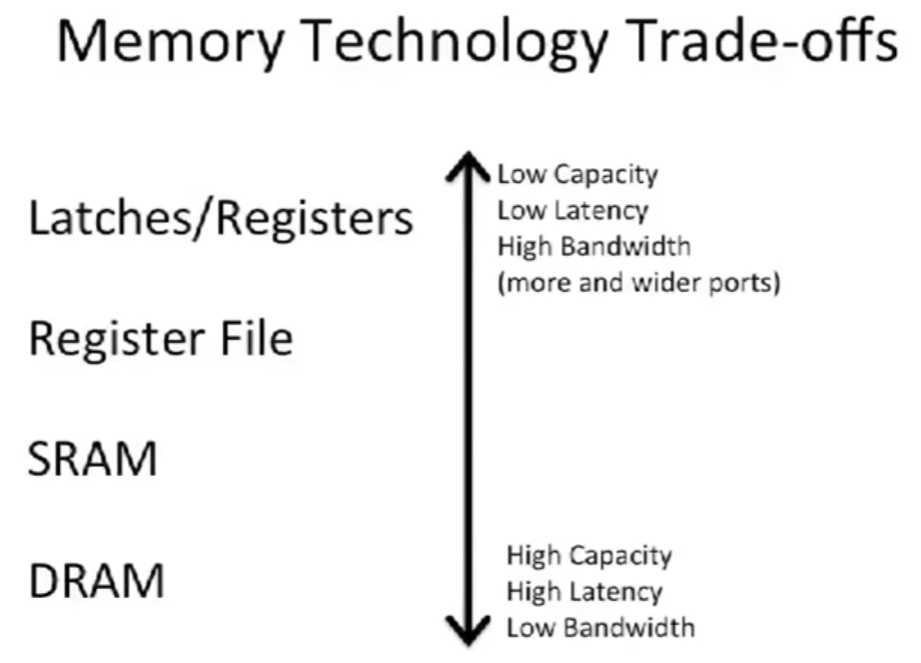 Memory Technology Trade-offs
Low Capacity
Latches/Registers
Low Latency
High Bandwidth
(more and wider ports)
Register File
SRAM
High Capacity
DRAM
High Latency
Low Bandwidth